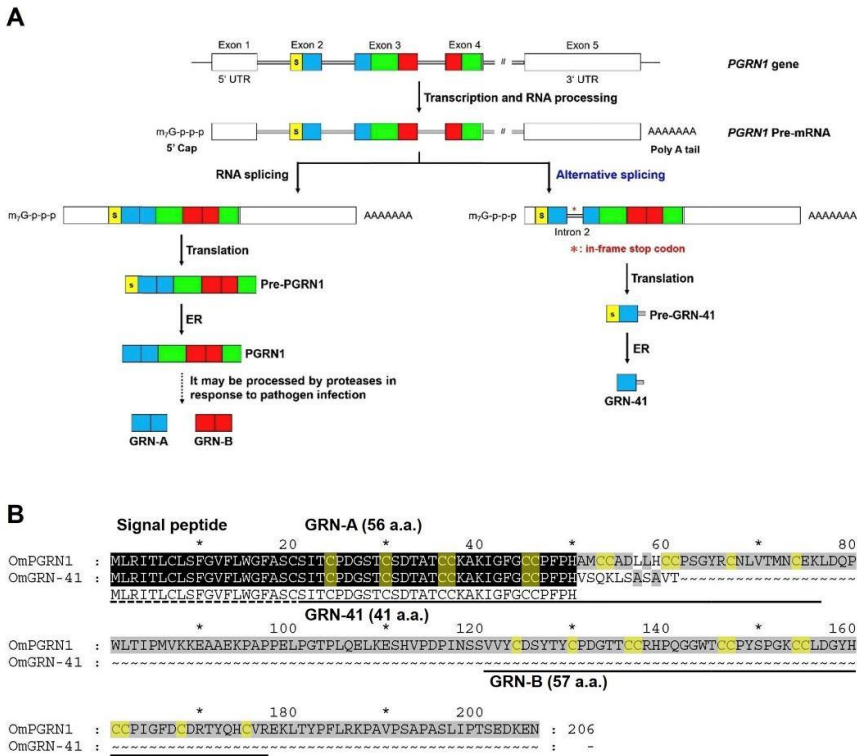 A
Exon 1 Exon 2 Exon 3 Exon 4 Exon 5
s // PGRN1 gene
5' UTR 3' UTR
Transcription and RNA processing
m7G-p-p-p s // AAAAAAA PGRN1 Pre-mRNA
5' Cap Poly A tail
RNA splicing Alternative splicing
m7G-p-p-p s AAAAAAA m7G-p-p-p s * AAAAAAA
Intron 2
Translation *: in-frame stop codon
s Pre-PGRN1 Translation
s Pre-GRN-41
ER ER
PGRN1
GRN-41
It may be processed by proteases in
response to pathogen infection
GRN-A GRN-B
B
Signal peptide GRN-A (56 a.a.)
* 20 * 40 * 60 * 80
OmPGRN1 : MLRITLCLSFGVFLWGFASCSITCPDGSTCSDTATCCKAKIGFGCCPFPHAMCCADLLHCCPSGYRCNLVTMNCEKLDQP
OmGRN-41 : MLRITLCLSFGVFLWGFASCSITCPDGSTCSDTATCCKAKIGFGCCPFPHVSQKLSASAVT~~~~~~~~~~~~~~~~~~~
MLRITLCLSFGVFLWGFASCSITCPDGSTCSDTATCCKAKIGFGCCPFPH
GRN-41 (41 a.a.)
* 100 * 120 * 140 * 160
OmPGRN1 : WLTIPMVKKEAAEKPAPPELPGTPLQELKESHVPDPINSSVVYCDSYTYCPDGTTCCRHPQGGWTCCPYSPGKCCLDGYH
OmGRN-41 : ~~~~~~~~~~~~~~~~~~~~~~~~~~~~~~~~~~~~~~~~~~~~~~~~~~~~~~~~~~~~~~~~~~~~~~~~~~~~~~~~
GRN-B (57 a.a.)
* 180 * 200
OmPGRN1 : CCPIGFDCDRTYQHCVREKLTYPFLRKPAVPSAPASLIPTSEDKEN : 206
OmGRN-41 : ~~~~~~~~~~~~~~~~~~~~~~~~~~~~~~~~~~~~~~~~~~~~~~ : -